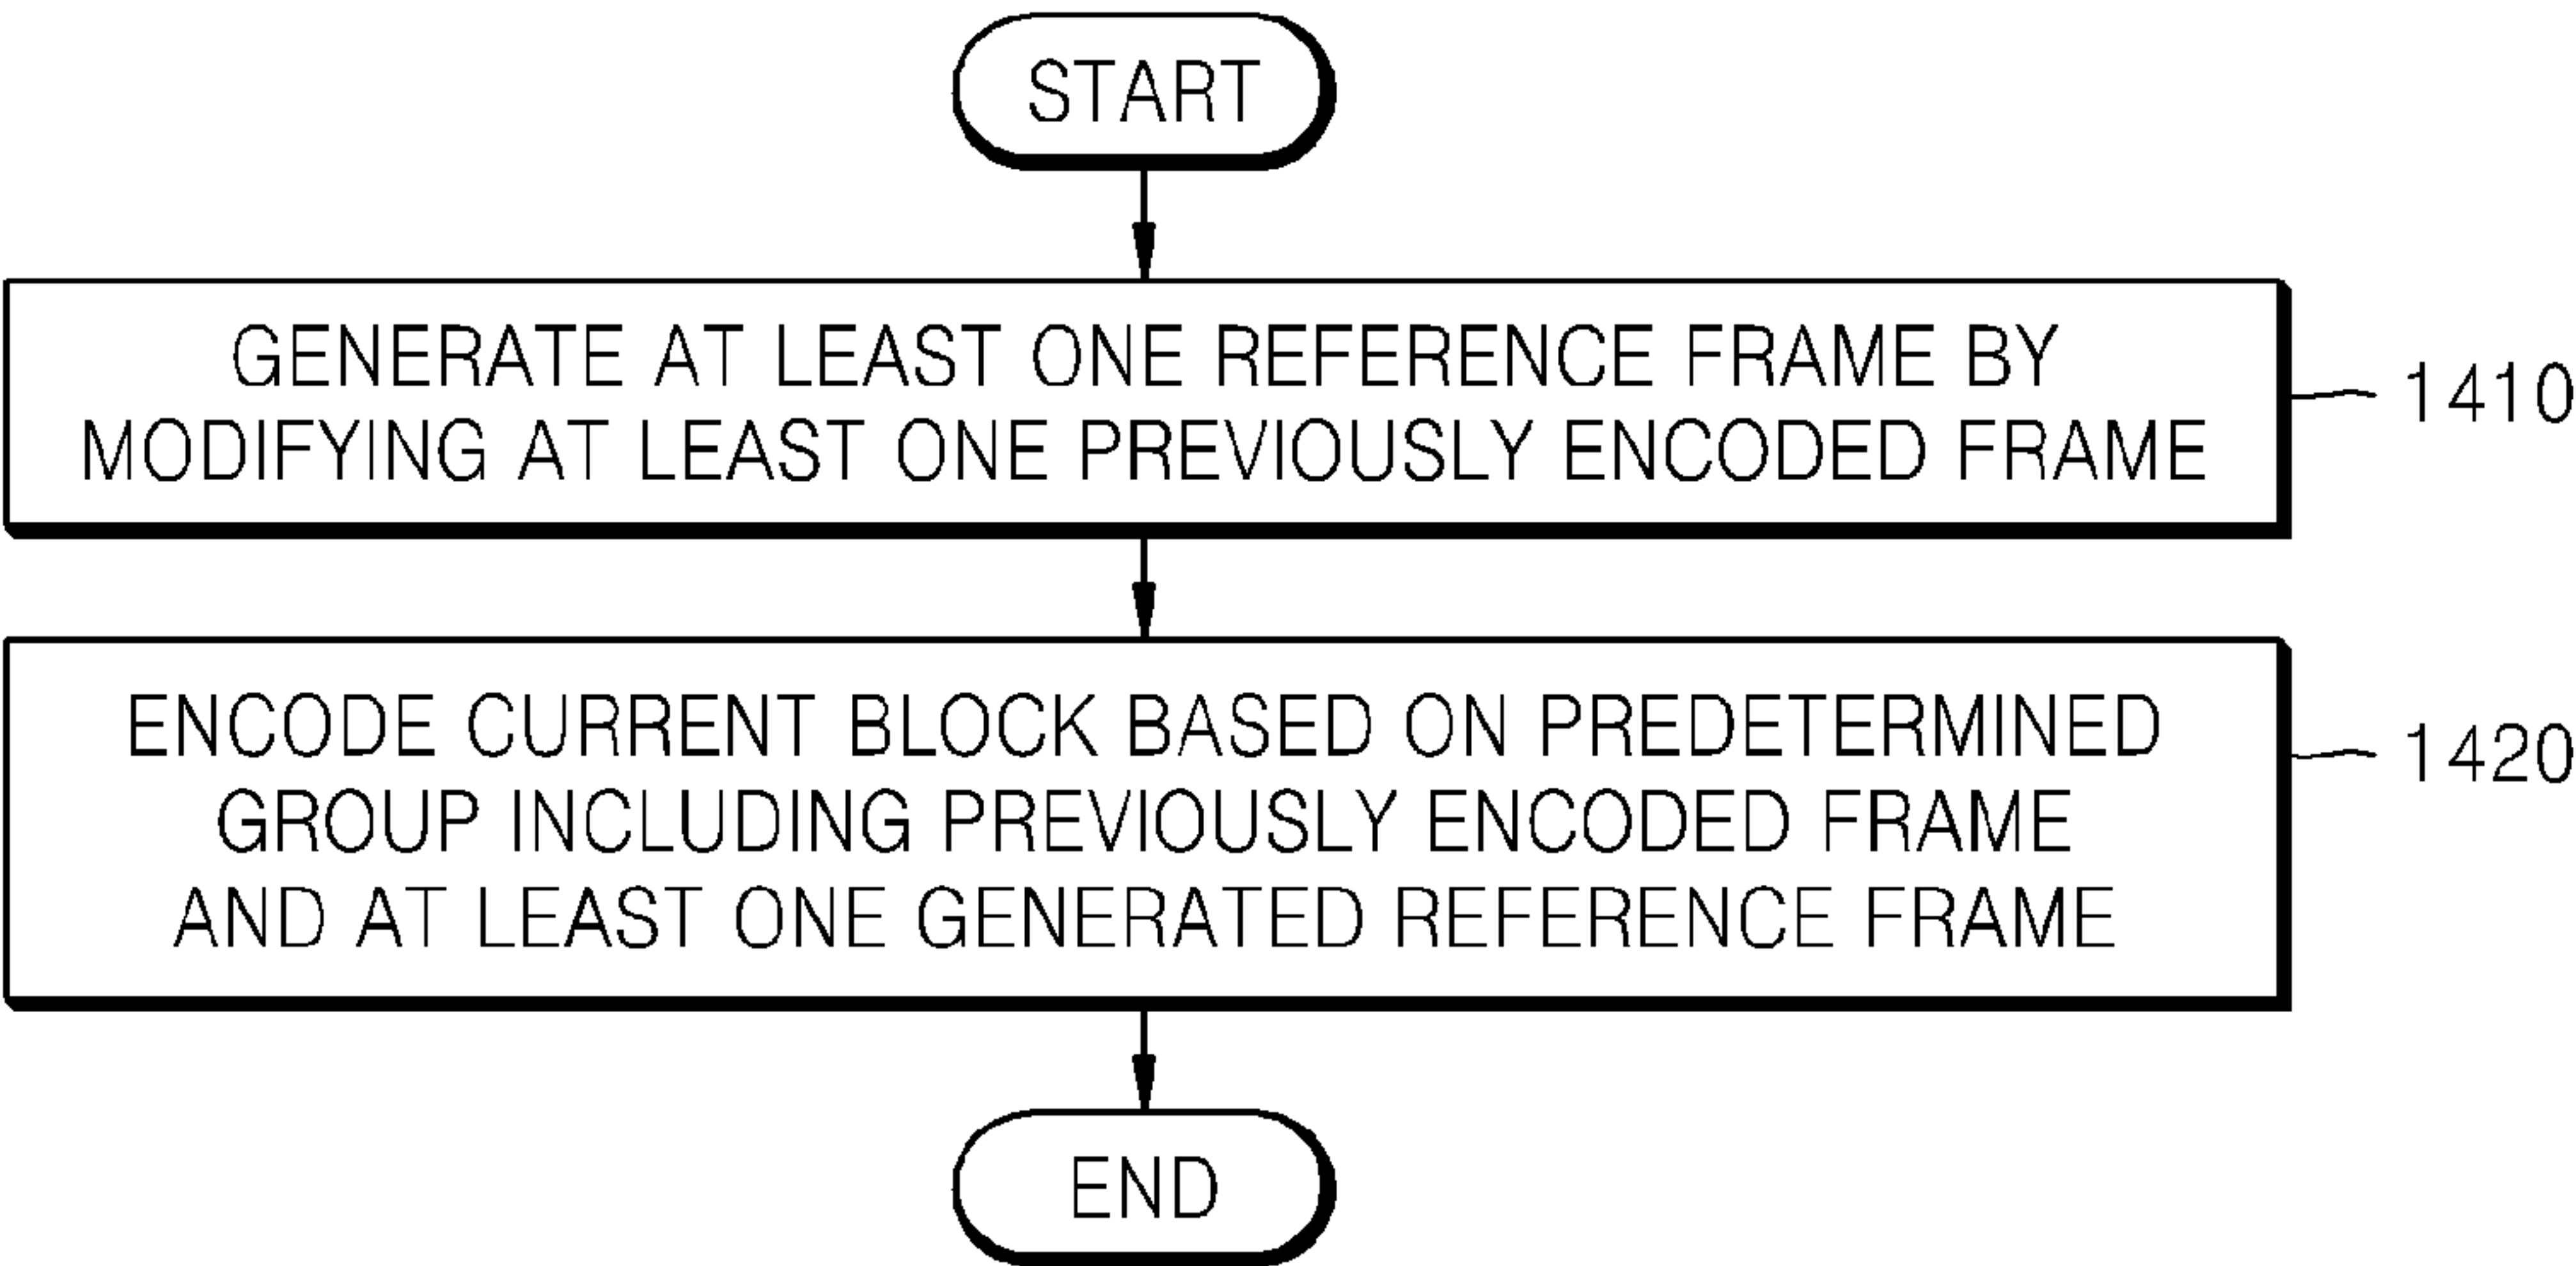 START
GENERATE AT LEAST ONE REFERENCE FRAME BY
MODIFYING AT LEAST ONE PREVIOUSLY ENCODED FRAME
1410
ENCODE CURRENT BLOCK BASED ON PREDETERMINED
GROUP INCLUDING PREVIOUSLY ENCODED FRAME
AND AT LEAST ONE GENERATED REFERENCE FRAME
1420
END